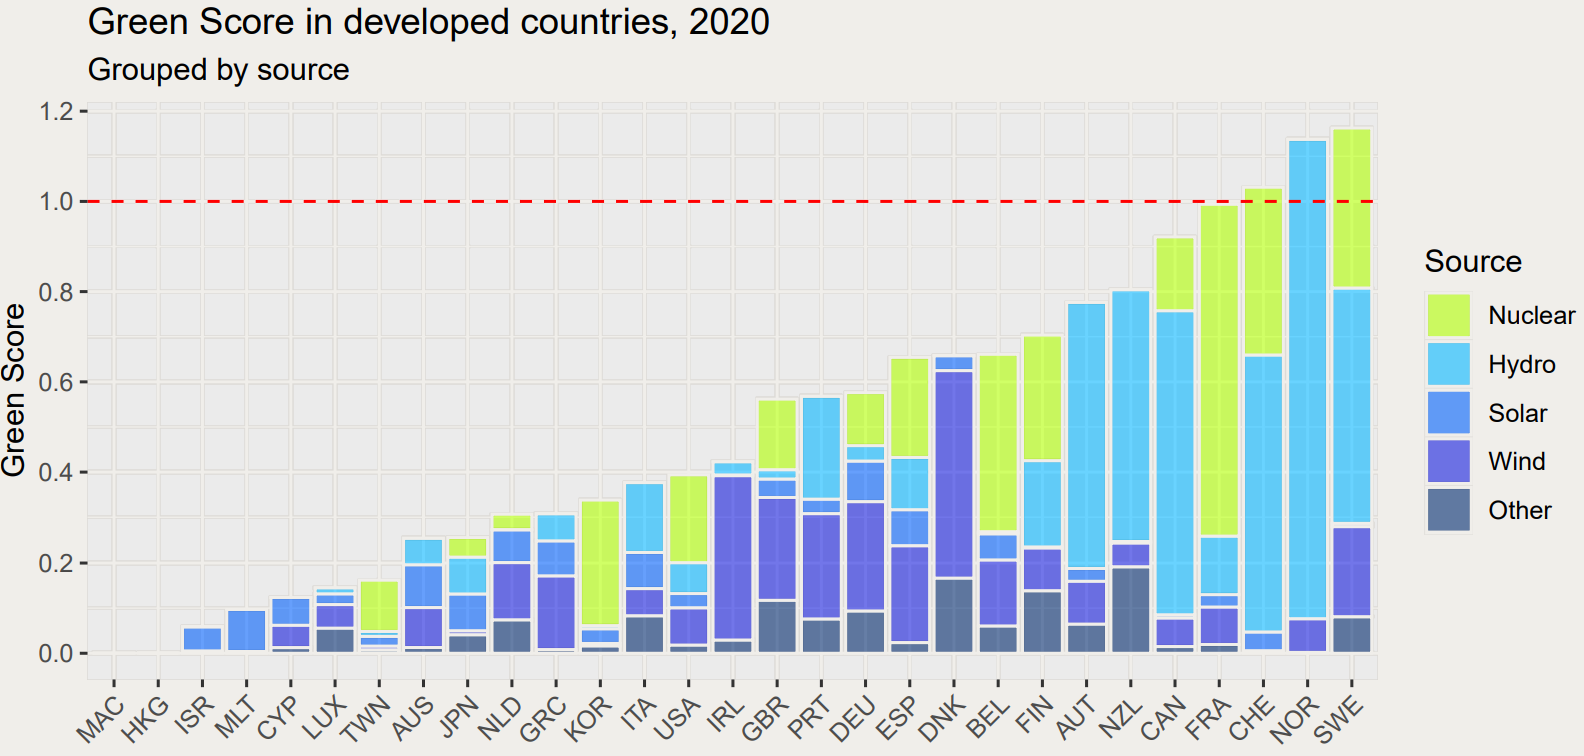 Green Score in developed countries, 2020
Grouped by source
1.2
1.0
0.8
0.6
0.4
0.2
0.0
Green Score
MAC HKG ISR MLT CYP LUX TWN AUS JPN NLD GRC KOR ITA USA IRL GBR PRT DEU ESP DNK BEL FIN AUT NZL CAN FRA CHE NOR SWE
Source
Nuclear
Hydro
Solar
Wind
Other